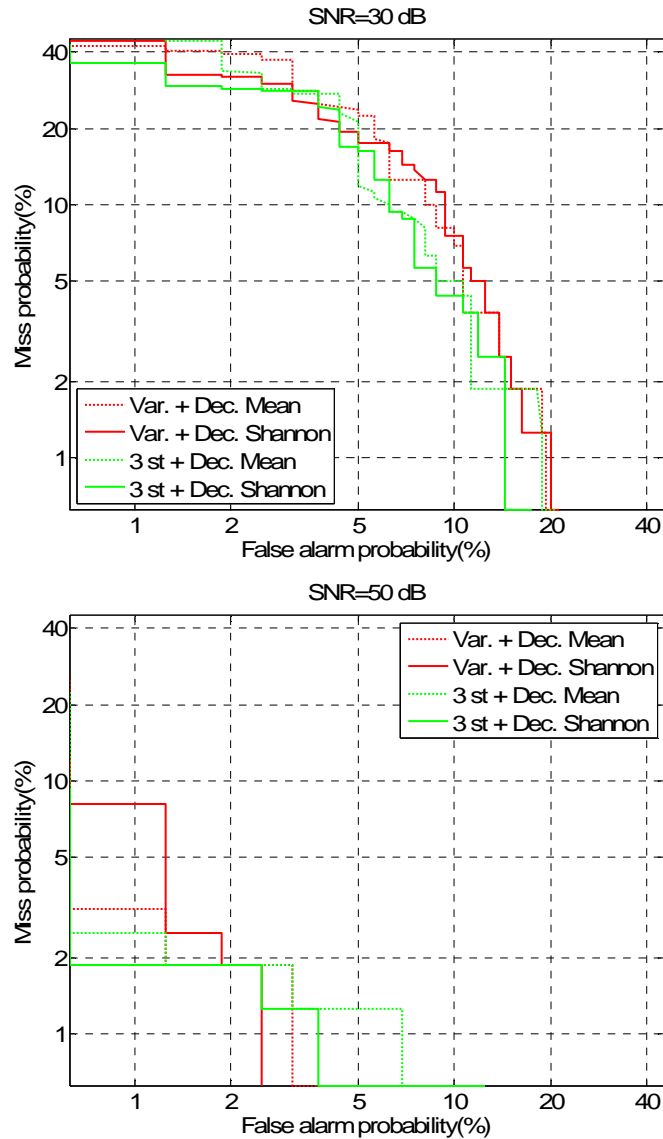 SNR=30 dB
40
20
10
5
2
1
Miss probability(%)
Var. + Dec. Mean
Var. + Dec. Shannon
3 st + Dec. Mean
3 st + Dec. Shannon
1 2 5 10 20 40
False alarm probability(%)
SNR=50 dB
40
20
10
5
2
1
Miss probability(%)
Var. + Dec. Mean
Var. + Dec. Shannon
3 st + Dec. Mean
3 st + Dec. Shannon
1 2 5 10 20 40
False alarm probability(%)